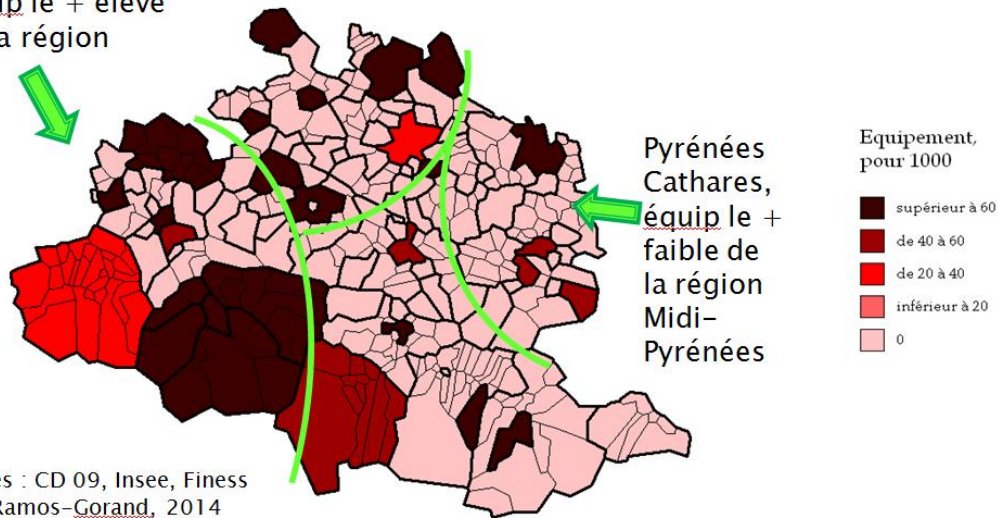 ip le + élevé
la région
Pyrénées
Cathares,
équip le +
faible de
la région
Midi-
Pyrénées
Equipement,
pour 1000
supérieur à 60
de 40 à 60
de 20 à 40
inférieur à 20
0
es : CD 09, Insee, Finess
Ramos-Gorand, 2014